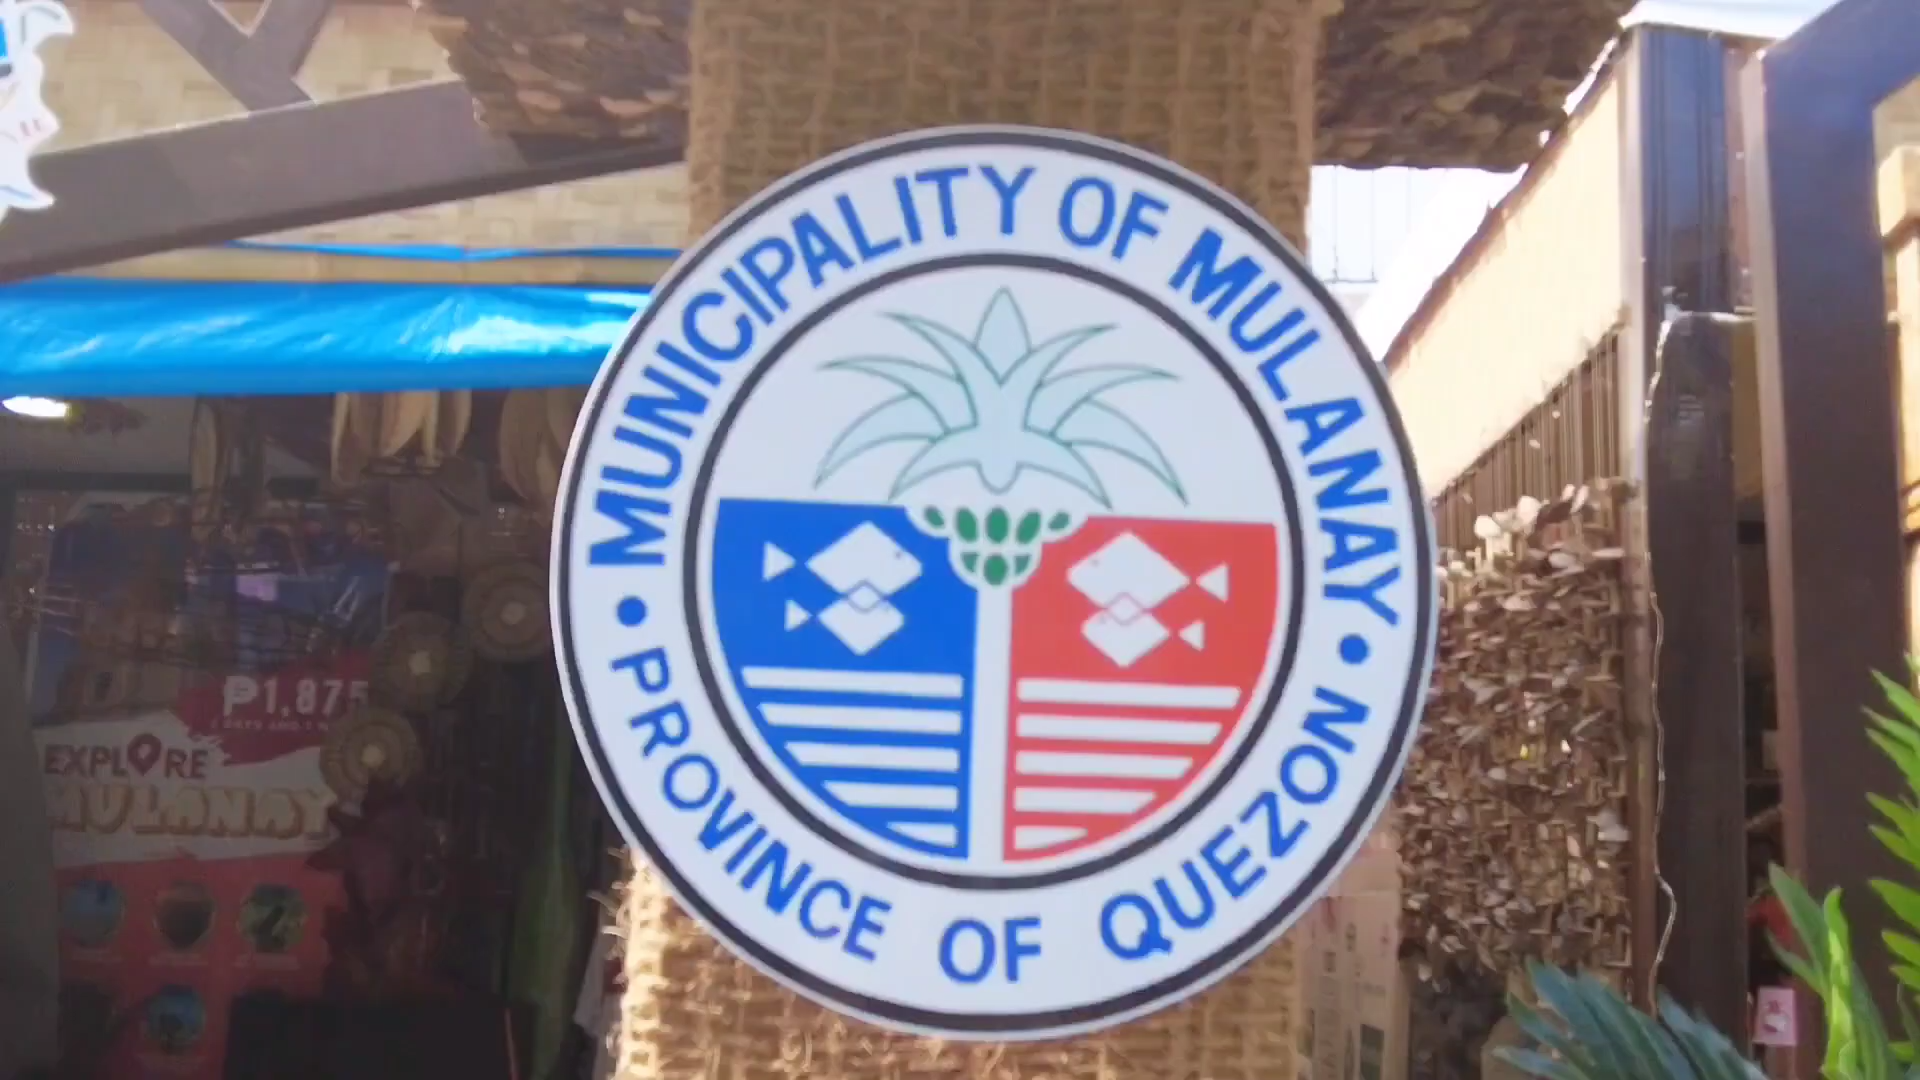 MUNICIPALITY OF MULANAY
• PROVINCE OF QUEZON •
₱1,875
EXPLORE
MULANAY